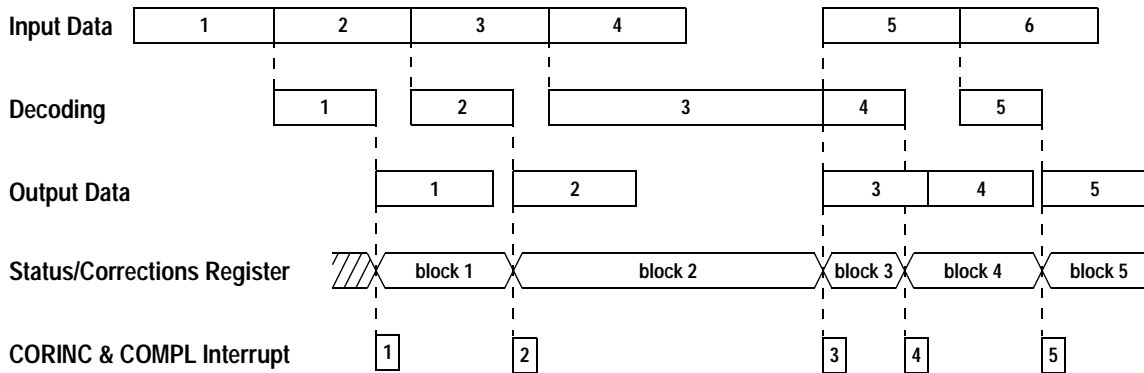 Input Data 1 2 3 4 5 6
Decoding 1 2 3 4 5
Output Data 1 2 3 4 5
Status/Corrections Register block 1 block 2 block 3 block 4 block 5
CORINC & COMPL Interrupt 1 2 3 4 5